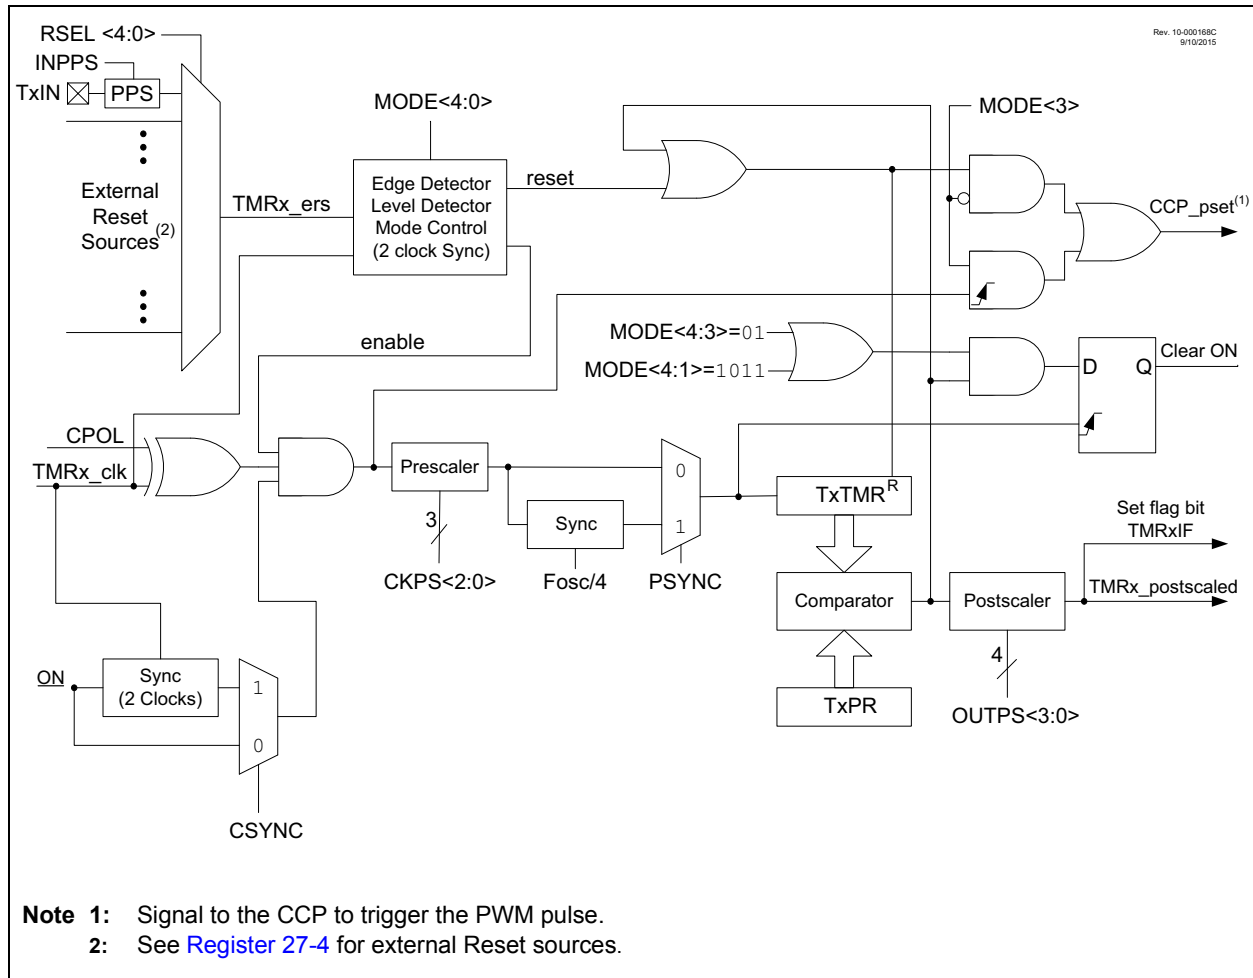 Rev. 10-000168C
9/10/2015
RSEL <4:0>
INPPS
TxIN
PPS
MODE<4:0>
MODE<3>
External
Reset
Sources(2)
TMRx_ers
Edge Detector
Level Detector
Mode Control
(2 clock Sync)
reset
CCP_pset(1)
enable
MODE<4:3>=01
MODE<4:1>=1011
D
Q
Clear ON
CPOL
TMRx_clk
Prescaler
3
CKPS<2:0>
Sync
Fosc/4
0
1
PSYNC
TxTMR
R
Comparator
TxPR
Postscaler
4
OUTPS<3:0>
Set flag bit
TMRxIF
TMRx_postscaled
ON
Sync
(2 Clocks)
1
0
CSYNC
Note 1: Signal to the CCP to trigger the PWM pulse.
2: See Register 27-4 for external Reset sources.